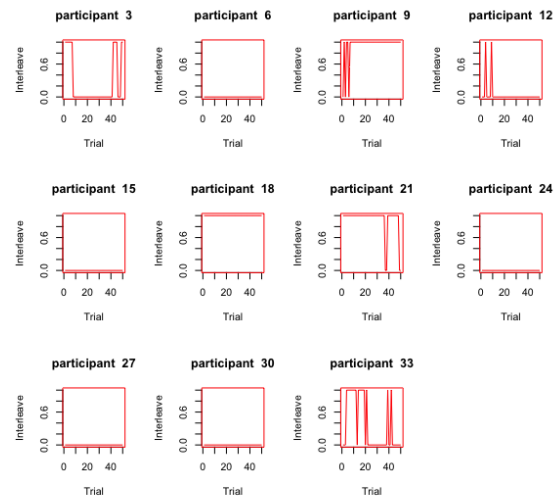 participant 3 participant 6 participant 9 participant 12
Interleave Interleave Interleave Interleave
0.6 0.6 0.6 0.6
0.0 0.0 0.0 0.0
0 20 40 0 20 40 0 20 40 0 20 40
Trial Trial Trial Trial
participant 15 participant 18 participant 21 participant 24
Interleave Interleave Interleave Interleave
0.6 0.6 0.6 0.6
0.0 0.0 0.0 0.0
0 20 40 0 20 40 0 20 40 0 20 40
Trial Trial Trial Trial
participant 27 participant 30 participant 33
Interleave Interleave Interleave
0.6 0.6 0.6
0.0 0.0 0.0
0 20 40 0 20 40 0 20 40
Trial Trial Trial